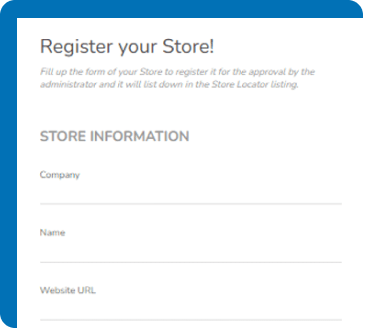 Register your Store!
Fill up the form of your Store to register it for the approval by the
administrator and it will list down in the Store Locator listing.
STORE INFORMATION
Company
Name
Website URL